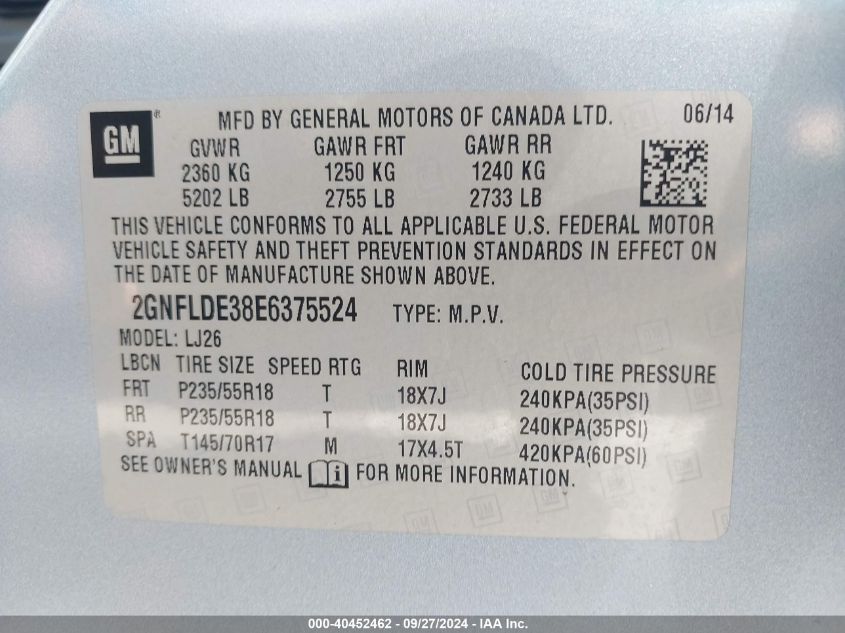 GM
®
MFD BY GENERAL MOTORS OF CANADA LTD. 06/14
GVWR GAWR FRT GAWR RR
2360 KG 1250 KG 1240 KG
5202 LB 2755 LB 2733 LB
THIS VEHICLE CONFORMS TO ALL APPLICABLE U.S. FEDERAL MOTOR
VEHICLE SAFETY AND THEFT PREVENTION STANDARDS IN EFFECT ON
THE DATE OF MANUFACTURE SHOWN ABOVE.
2GNFLDE38E6375524 TYPE: M.P.V.
MODEL: LJ26
LBCN TIRE SIZE SPEED RTG RIM COLD TIRE PRESSURE
FRT P235/55R18 T 18X7J 240KPA(35PSI)
RR P235/55R18 T 18X7J 240KPA(35PSI)
SPA T145/70R17 M 17X4.5T 420KPA(60PSI)
SEE OWNER'S MANUAL i FOR MORE INFORMATION.
000-40452462 - 09/27/2024 - IAA Inc.